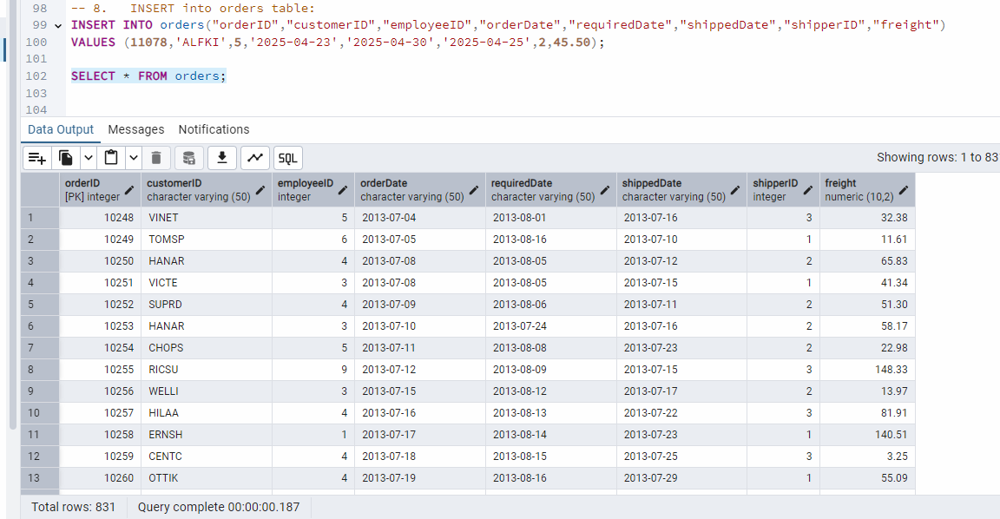 98 -- 8. INSERT into orders table:
99 INSERT INTO orders("orderID","customerID","employeeID","orderDate","requiredDate","shippedDate","shipperID","freight")
100 VALUES (11078,'ALFKI',5,'2025-04-23','2025-04-30','2025-04-25',2,45.50);
101
102 SELECT * FROM orders;
103
104
Data Output Messages Notifications
SQL Showing rows: 1 to 83
orderID customerID employeeID orderDate requiredDate shippedDate shipperID freight
[PK] integer character varying (50) integer character varying (50) character varying (50) character varying (50) integer numeric (10,2)
1 10248 VINET 5 2013-07-04 2013-08-01 2013-07-16 3 32.38
2 10249 TOMSP 6 2013-07-05 2013-08-16 2013-07-10 1 11.61
3 10250 HANAR 4 2013-07-08 2013-08-05 2013-07-12 2 65.83
4 10251 VICTE 3 2013-07-08 2013-08-05 2013-07-15 1 41.34
5 10252 SUPRD 4 2013-07-09 2013-08-06 2013-07-11 2 51.30
6 10253 HANAR 3 2013-07-10 2013-07-24 2013-07-16 2 58.17
7 10254 CHOPS 5 2013-07-11 2013-08-08 2013-07-23 2 22.98
8 10255 RICSU 9 2013-07-12 2013-08-09 2013-07-15 3 148.33
9 10256 WELLI 3 2013-07-15 2013-08-12 2013-07-17 2 13.97
10 10257 HILAA 4 2013-07-16 2013-08-13 2013-07-22 3 81.91
11 10258 ERNSH 1 2013-07-17 2013-08-14 2013-07-23 1 140.51
12 10259 CENTC 4 2013-07-18 2013-08-15 2013-07-25 3 3.25
13 10260 OTTIK 4 2013-07-19 2013-08-16 2013-07-29 1 55.09
Total rows: 831 Query complete 00:00:00.187